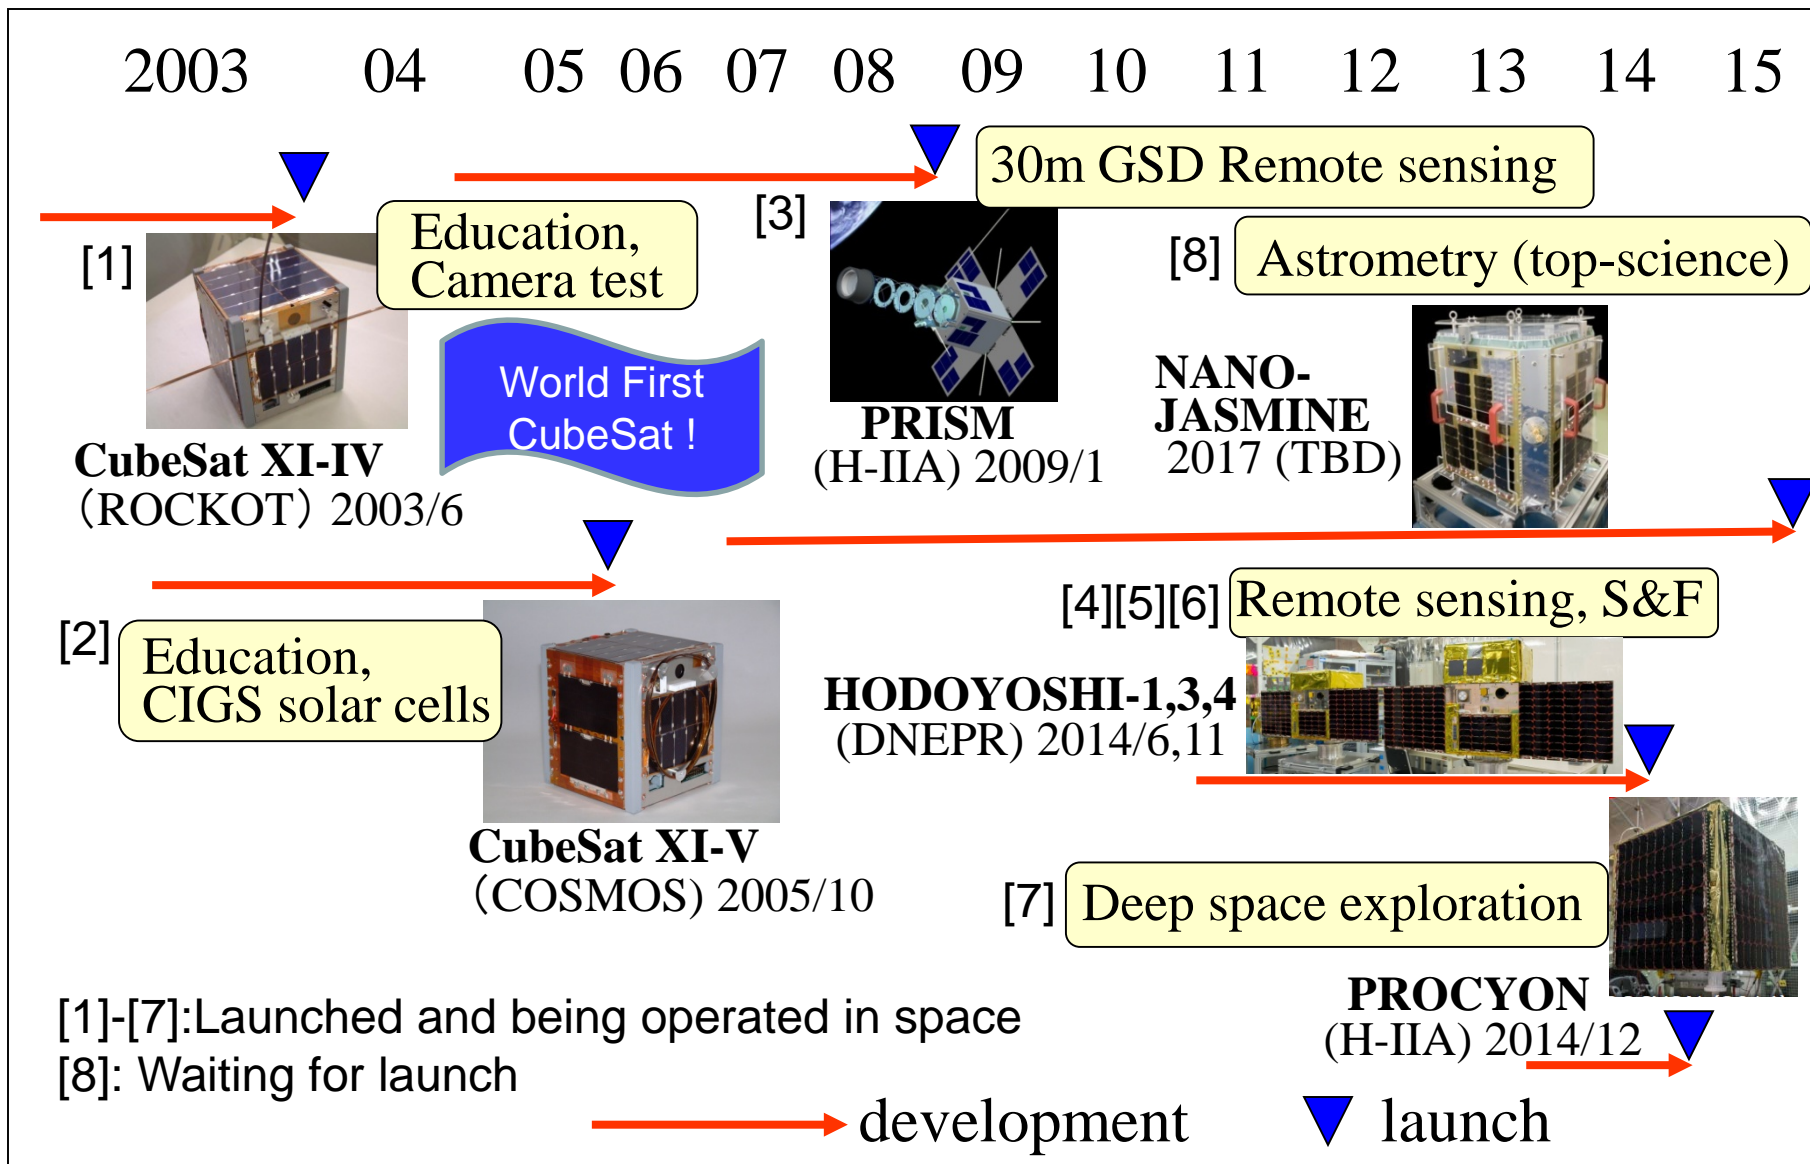 2003 04 05 06 07 08 09 10 11 12 13 14 15
30m GSD Remote sensing
[3]
[1]
Education,
Camera test
[8]
Astrometry (top-science)
World First
CubeSat !
NANO-
JASMINE
2017 (TBD)
PRISM
(H-IIA) 2009/1
CubeSat XI-IV
（ROCKOT）2003/6
[4][5][6]
Remote sensing, S&F
[2]
Education,
CIGS solar cells
HODOYOSHI-1,3,4
(DNEPR) 2014/6,11
CubeSat XI-V
（COSMOS) 2005/10
[7]
Deep space exploration
PROCYON
(H-IIA) 2014/12
[1]-[7]:Launched and being operated in space
[8]: Waiting for launch
development
launch